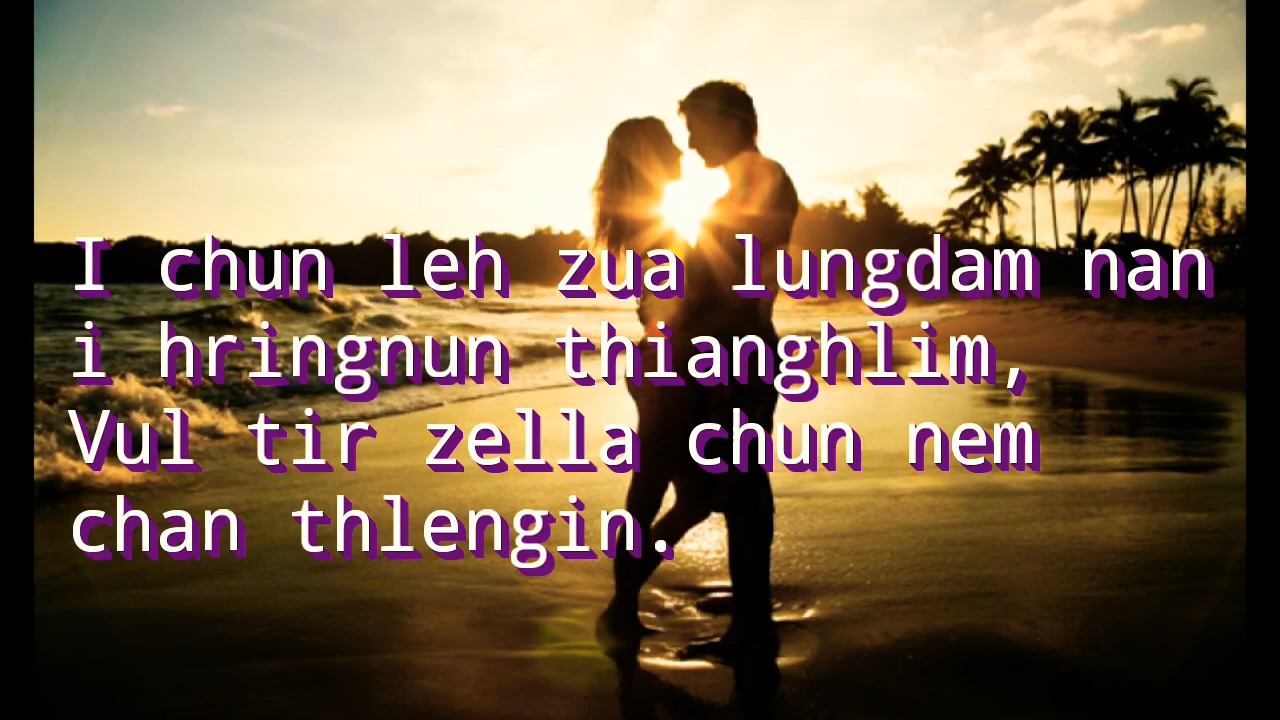 I chun leh zua lungdam nan
i hringnun thianghlim,
Vul tir zella chun nem
chan thlengin.